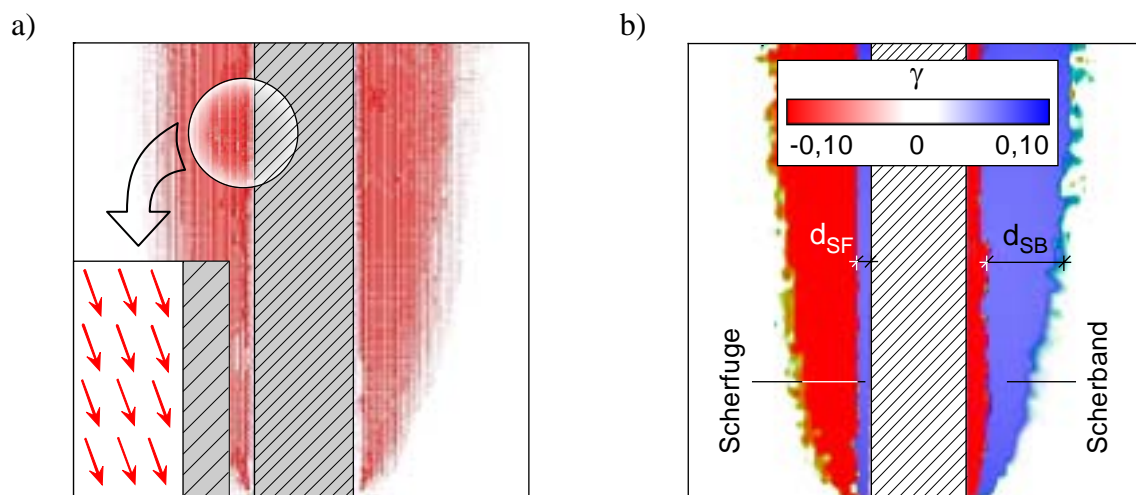 a)
b)
γ
-0,10 0 0,10
dSF
dSB
Scherfuge
Scherband